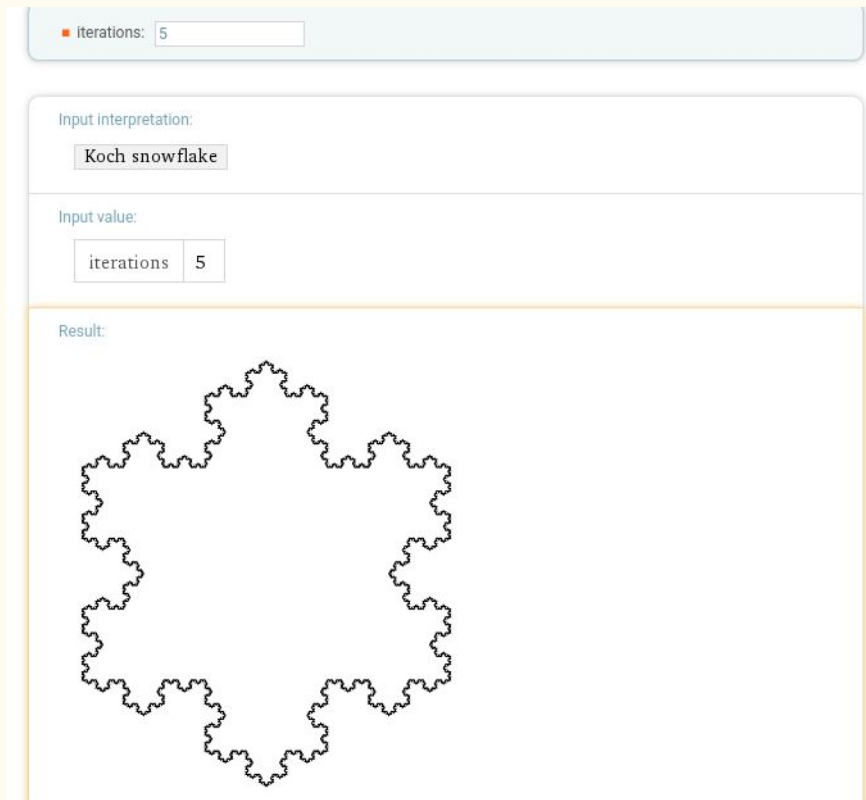 iterations: 5
Input interpretation:
Koch snowflake
Input value:
iterations 5
Result: